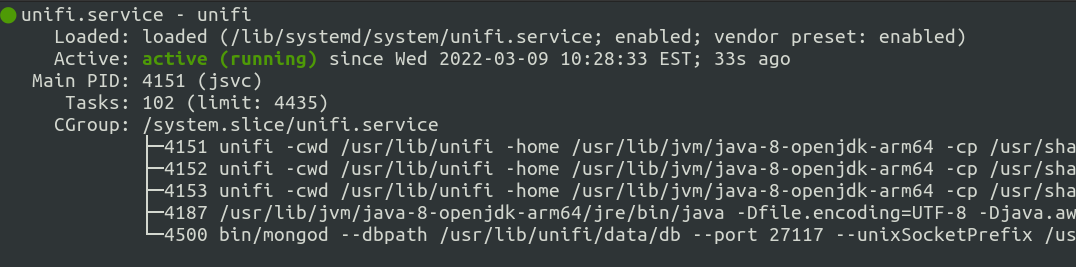 unifi.service - unifi
Loaded: loaded (/lib/systemd/system/unifi.service; enabled; vendor preset: enabled)
Active: active (running) since Wed 2022-03-09 10:28:33 EST; 33s ago
Main PID: 4151 (jsvc)
Tasks: 102 (limit: 4435)
CGroup: /system.slice/unifi.service
├─4151 unifi -cwd /usr/lib/unifi -home /usr/lib/jvm/java-8-openjdk-arm64 -cp /usr/sha
├─4152 unifi -cwd /usr/lib/unifi -home /usr/lib/jvm/java-8-openjdk-arm64 -cp /usr/sha
├─4153 unifi -cwd /usr/lib/unifi -home /usr/lib/jvm/java-8-openjdk-arm64 -cp /usr/sha
├─4187 /usr/lib/jvm/java-8-openjdk-arm64/jre/bin/java -Dfile.encoding=UTF-8 -Djava.aw
└─4500 bin/mongod --dbpath /usr/lib/unifi/data/db --port 27117 --unixSocketPrefix /us